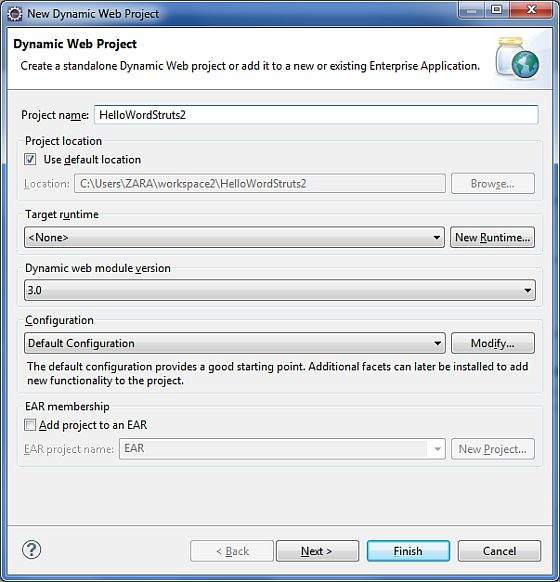 New Dynamic Web Project
Dynamic Web Project
Create a standalone Dynamic Web project or add it to a new or existing Enterprise Application.
Project name: HelloWordStruts2
Project location
Use default location
Location: C:\Users\ZARA\workspace2\HelloWordStruts2 Browse...
Target runtime
<None> New Runtime...
Dynamic web module version
3.0
Configuration
Default Configuration Modify...
The default configuration provides a good starting point. Additional facets can later be installed to
add new functionality to the project.
EAR membership
Add project to an EAR
EAR project name: EAR New Project...
? < Back Next > Finish Cancel